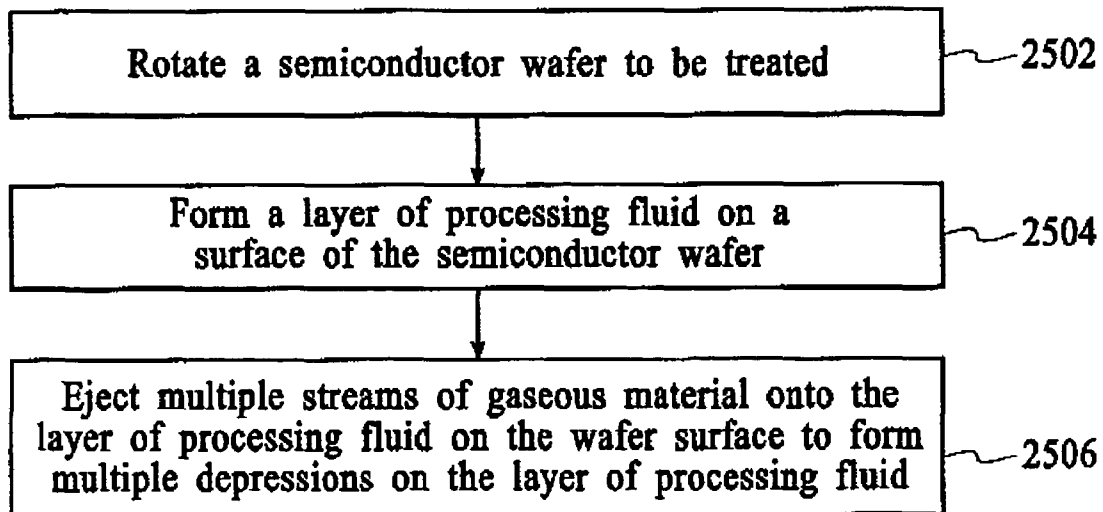 Rotate a semiconductor wafer to be treated
2502
Form a layer of processing fluid on a
surface of the semiconductor wafer
2504
Eject multiple streams of gaseous material onto the
layer of processing fluid on the wafer surface to form
multiple depressions on the layer of processing fluid
2506